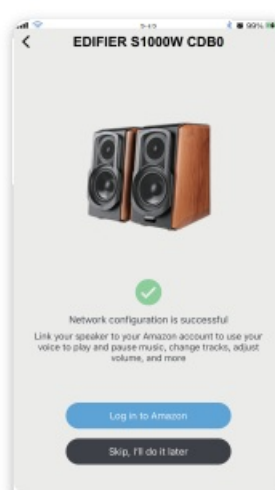 99%
EDIFIER S1000W CDB0
Network configuration is successful
Link your speaker to your Amazon account to use your
voice to play and pause music, change tracks, adjust
volume, and more
Log in to Amazon
Skip, I'll do it later